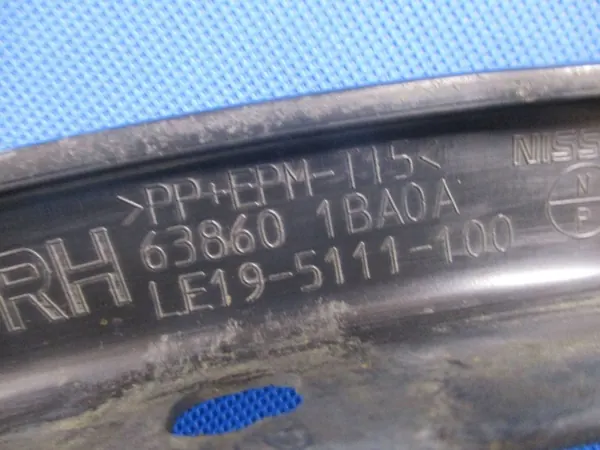 >PP+EPM-T15<
NISS
RH
63860 1BA0A
N
P
LE19-5111-100